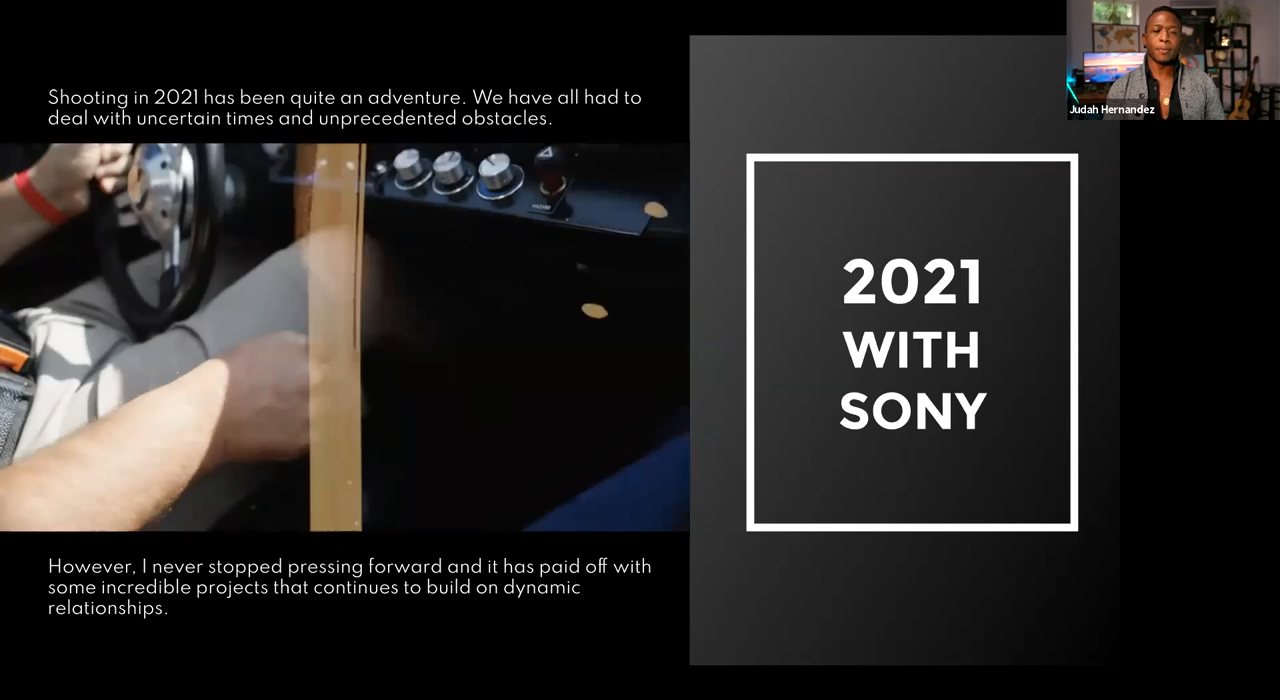 Shooting in 2021 has been quite an adventure. We have all had to
deal with uncertain times and unprecedented obstacles.
HAZARD
However, I never stopped pressing forward and it has paid off with
some incredible projects that continues to build on dynamic
relationships.
2021
WITH
SONY
Judah Hernandez